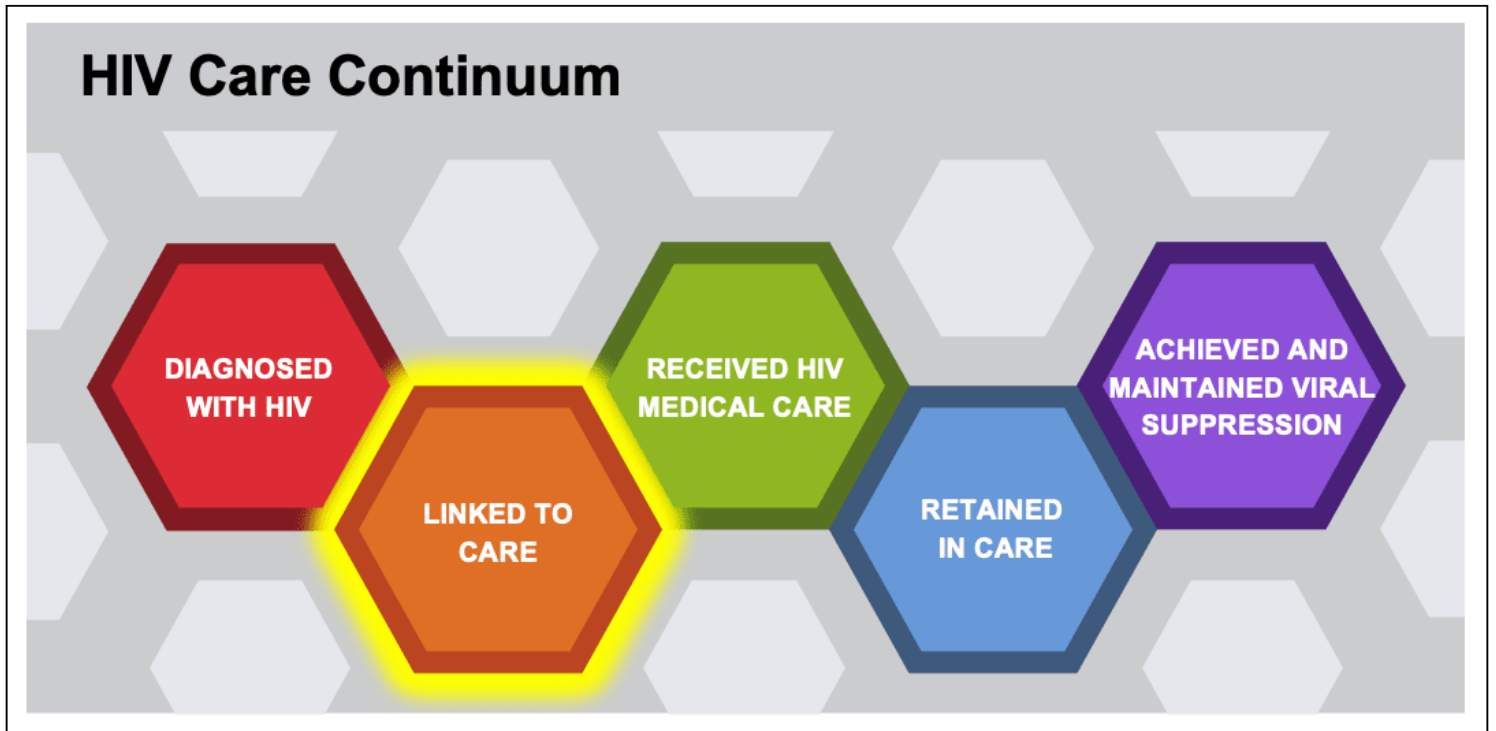 HIV Care Continuum
DIAGNOSED
WITH HIV
LINKED TO
CARE
RECEIVED HIV
MEDICAL CARE
RETAINED
IN CARE
ACHIEVED AND
MAINTAINED VIRAL
SUPPRESSION